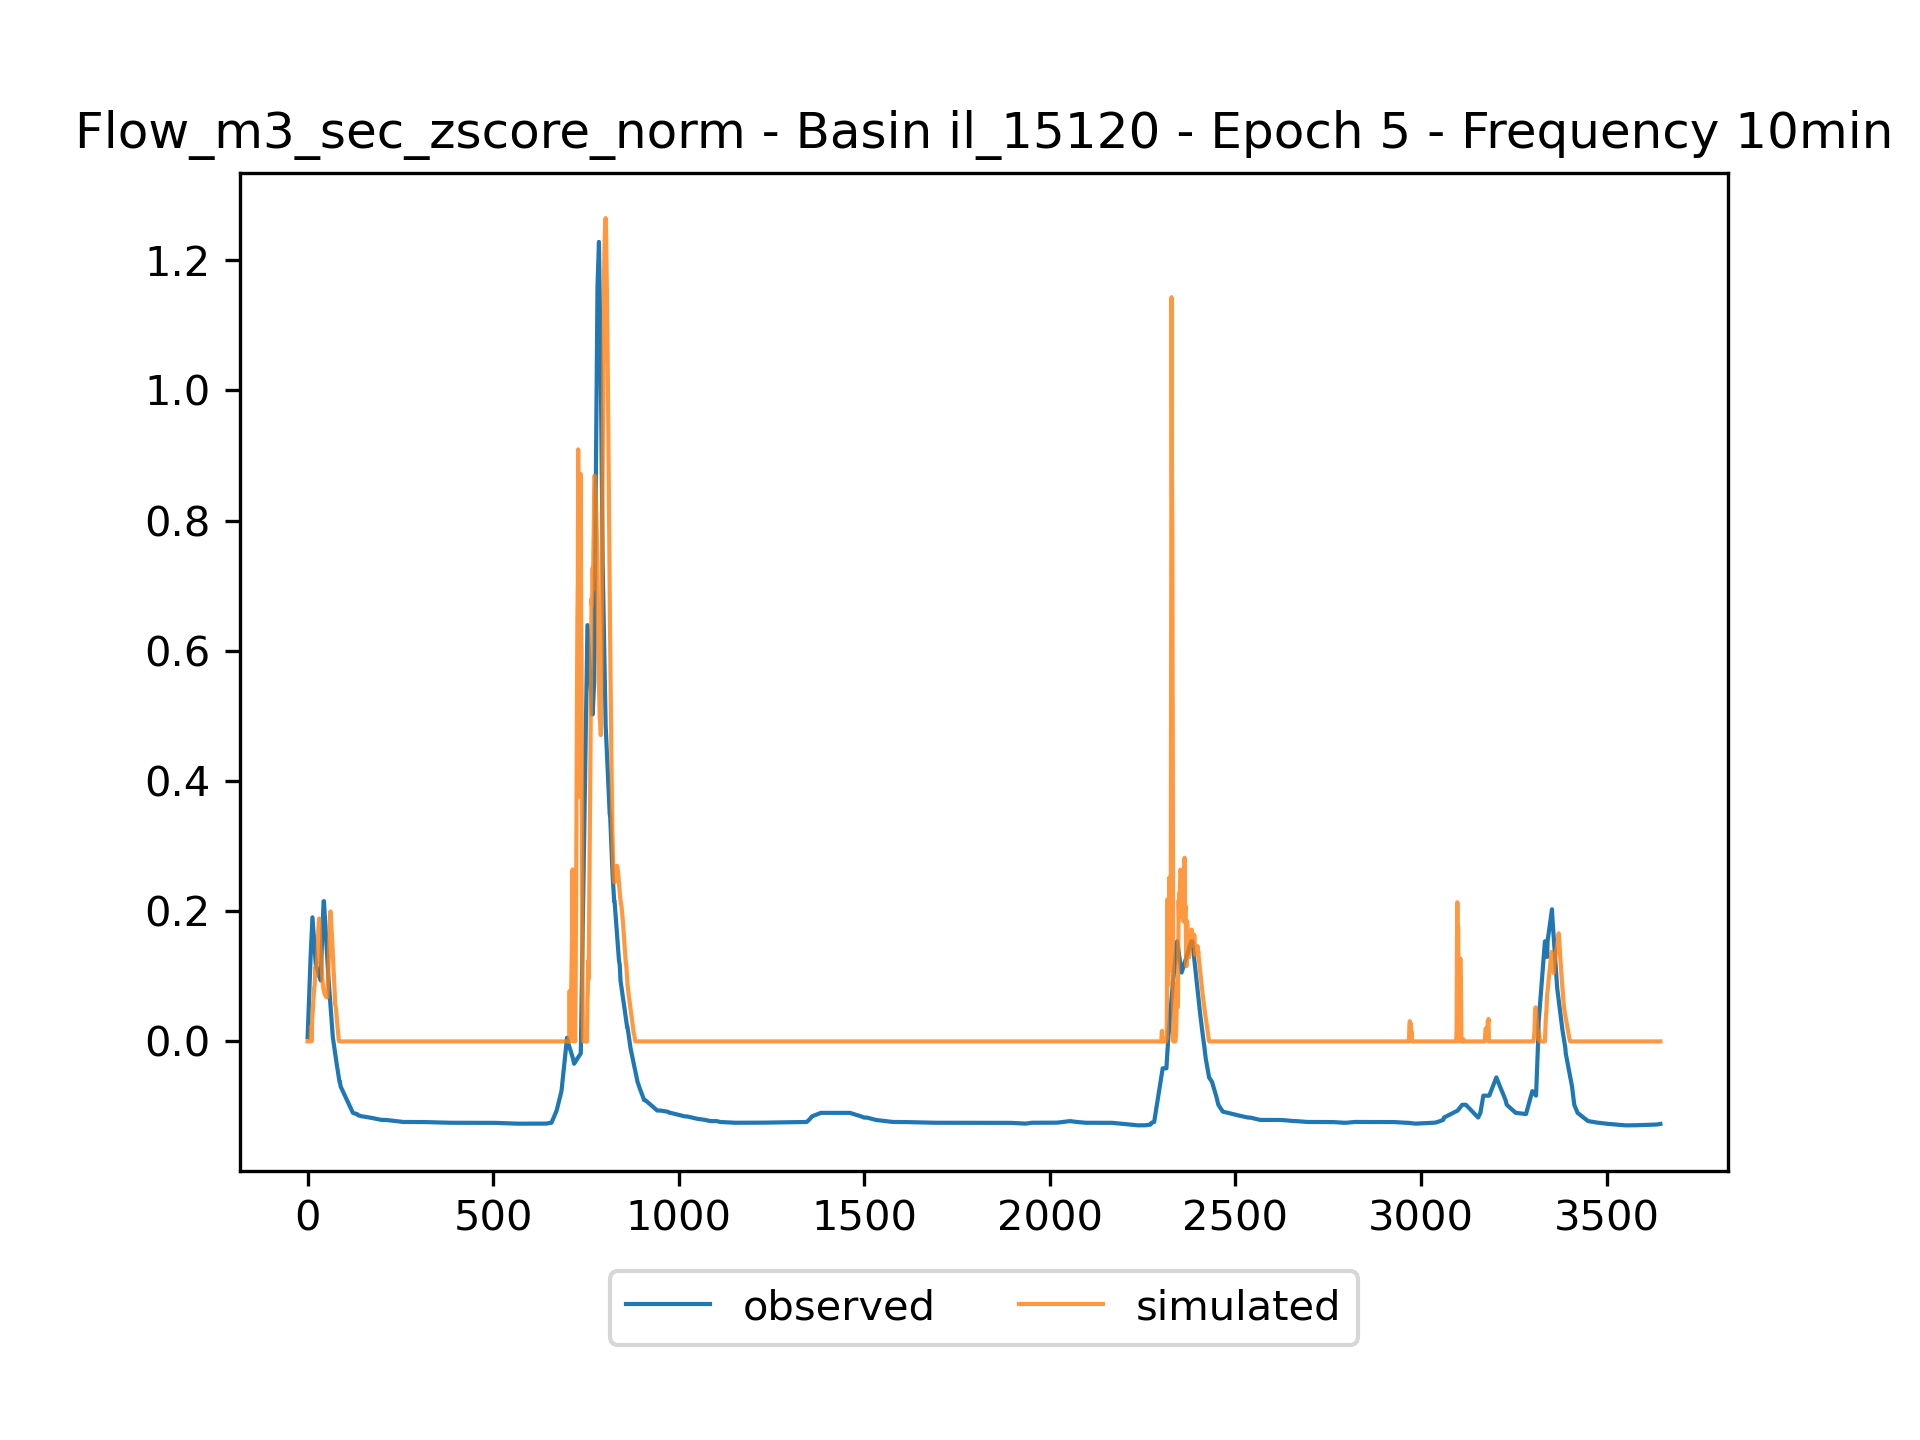 Flow_m3_sec_zscore_norm - Basin il_15120 - Epoch 5 - Frequency 10min
1.2
1.0
0.8
0.6
0.4
0.2
0.0
0 500 1000 1500 2000 2500 3000 3500
observed simulated